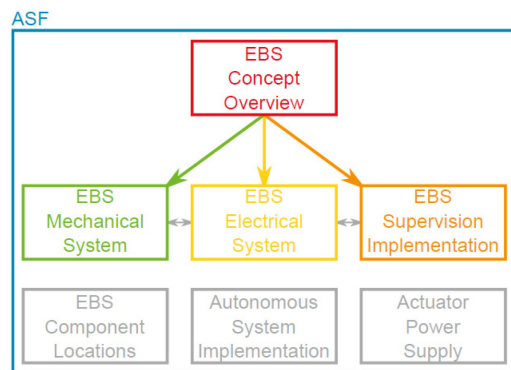 ASF
EBS
Concept
Overview
EBS
Mechanical
System
EBS
Electrical
System
EBS
Supervision
Implementation
EBS
Component
Locations
Autonomous
System
Implementation
Actuator
Power
Supply